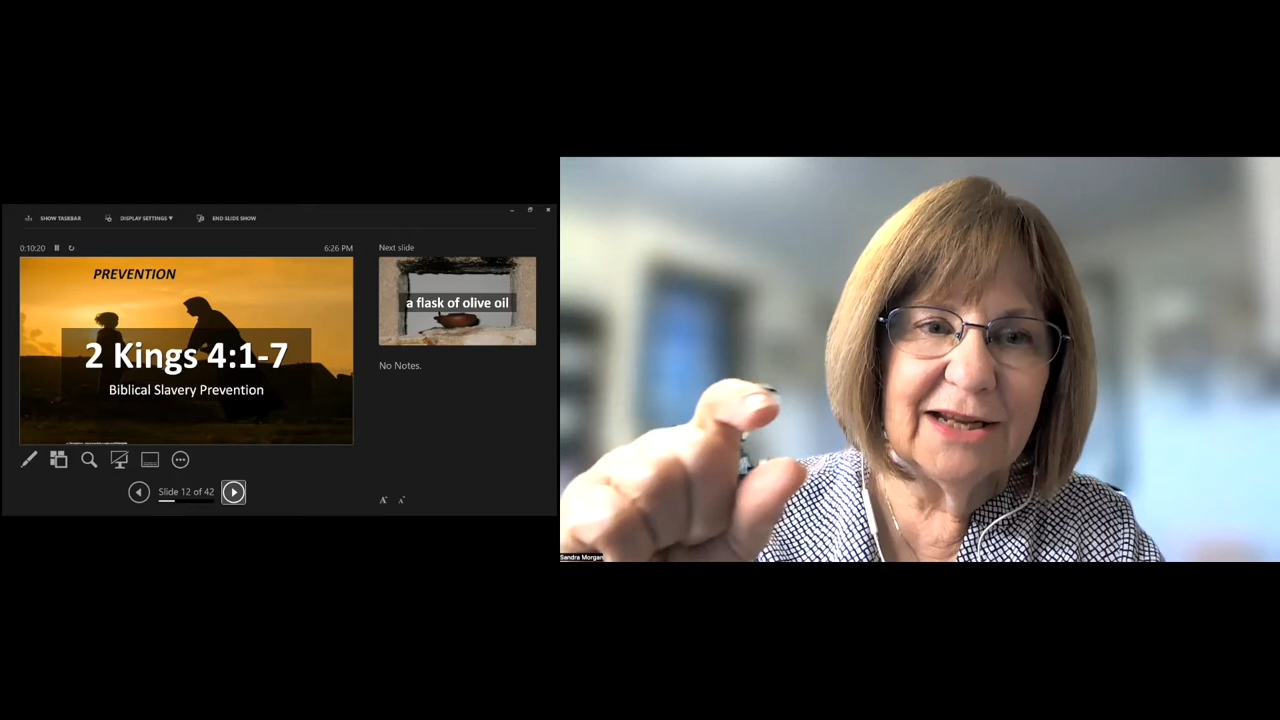 SHOW TASKBAR
DISPLAY SETTINGS ▼
END SLIDE SHOW
0:10:20
6:26 PM
PREVENTION
2 Kings 4:1-7
Biblical Slavery Prevention
Next slide
a flask of olive oil
No Notes.
Slide 12 of 42
A
A
Sandra Morgan